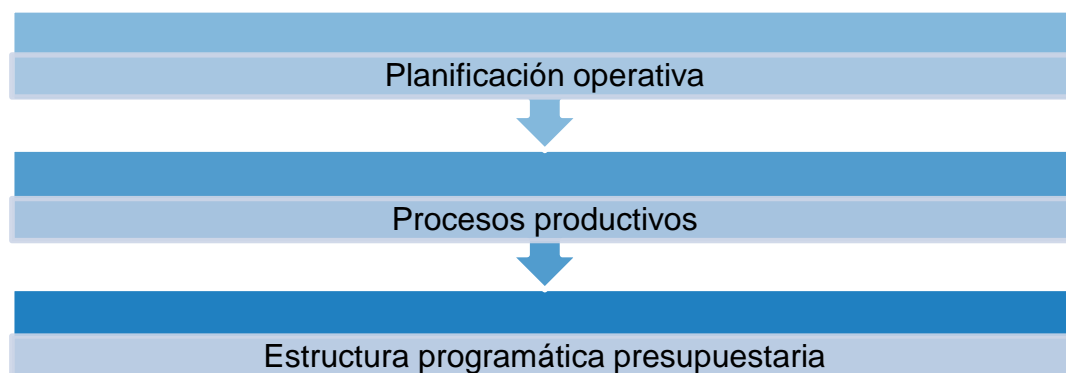 Planificación operativa
Procesos productivos
Estructura programática presupuestaria